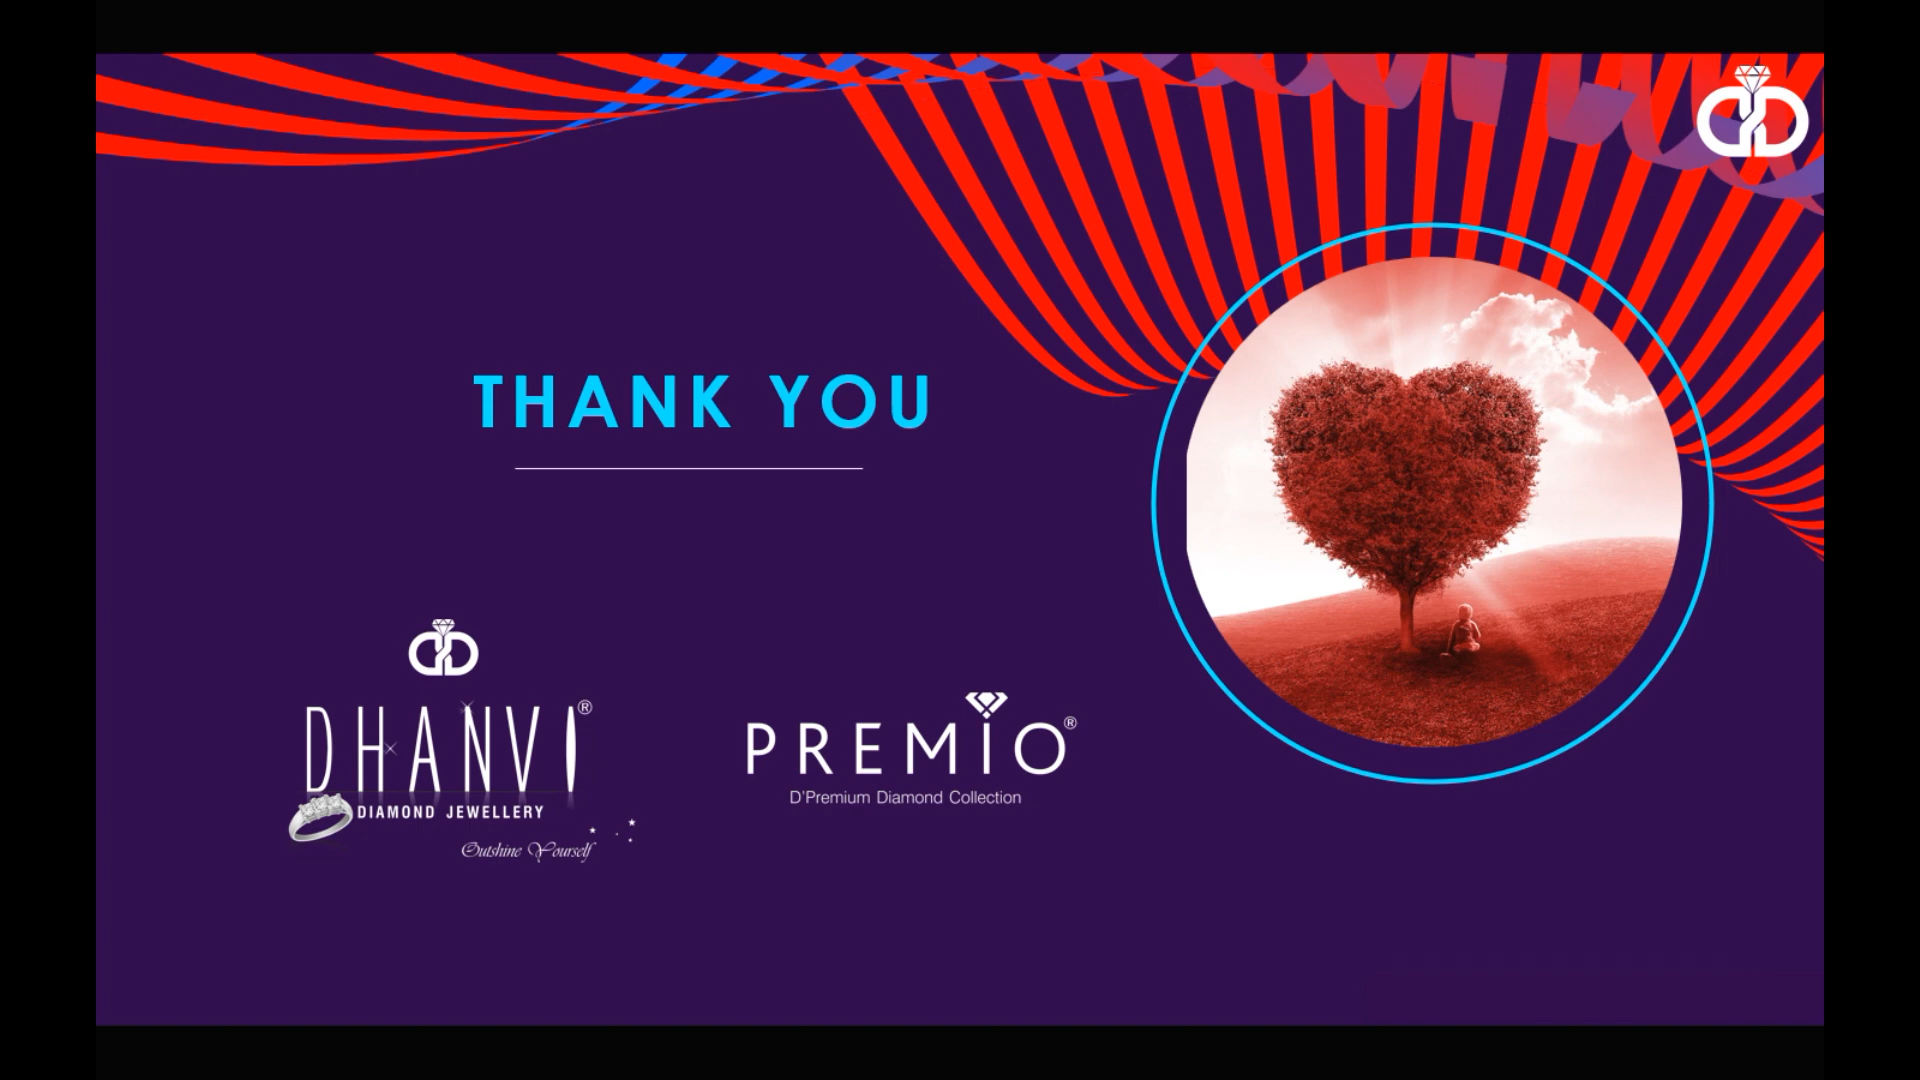 THANK YOU
DHANVI®
DIAMOND JEWELLERY
Outshine Yourself
PREMIO®
D'Premium Diamond Collection